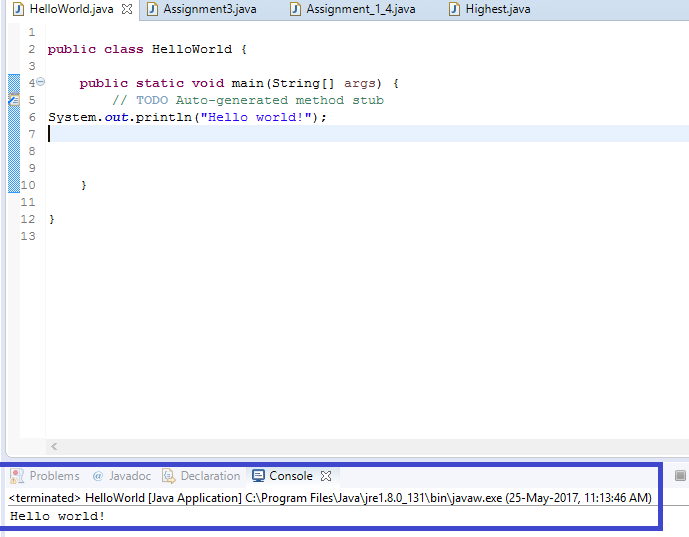 HelloWorld.java Assignment3.java Assignment_1_4.java Highest.java
1
2 public class HelloWorld {
3
4 public static void main(String[] args) {
5 // TODO Auto-generated method stub
6 System.out.println("Hello world!");
7
8
9
10 }
11
12 }
13
Problems @ Javadoc Declaration Console
<terminated> HelloWorld [Java Application] C:\Program Files\Java\jre1.8.0_131\bin\javaw.exe (25-May-2017, 11:13:46 AM)
Hello world!